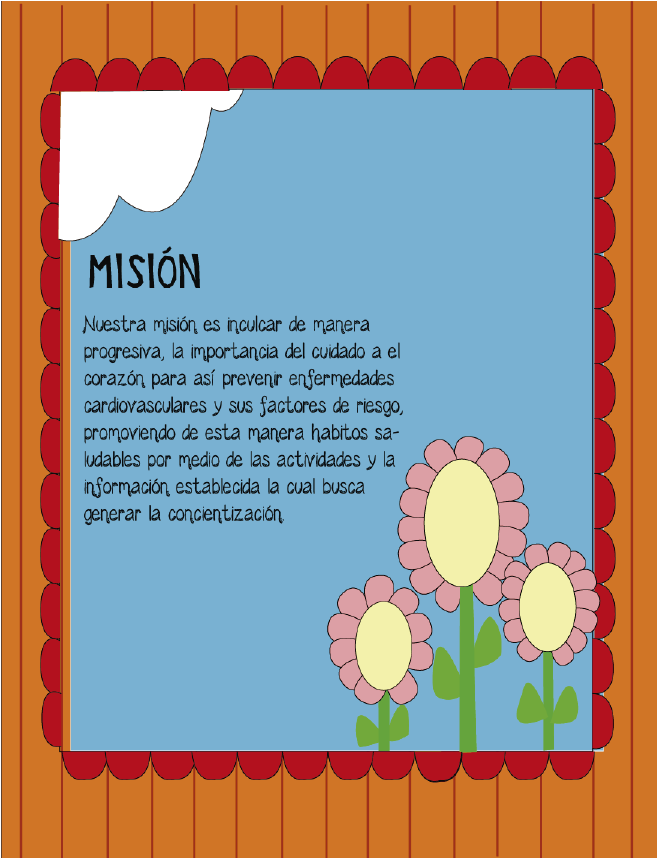 MISIÓN
Nuestra misión es inculcar de manera
progresiva, la importancia del cuidado a el
corazón para así prevenir enfermedades
cardiovasculares y sus factores de riesgo,
promoviendo de esta manera habitos sa-
ludables por medio de las actividades y la
información establecida la cual busca
generar la concientización.